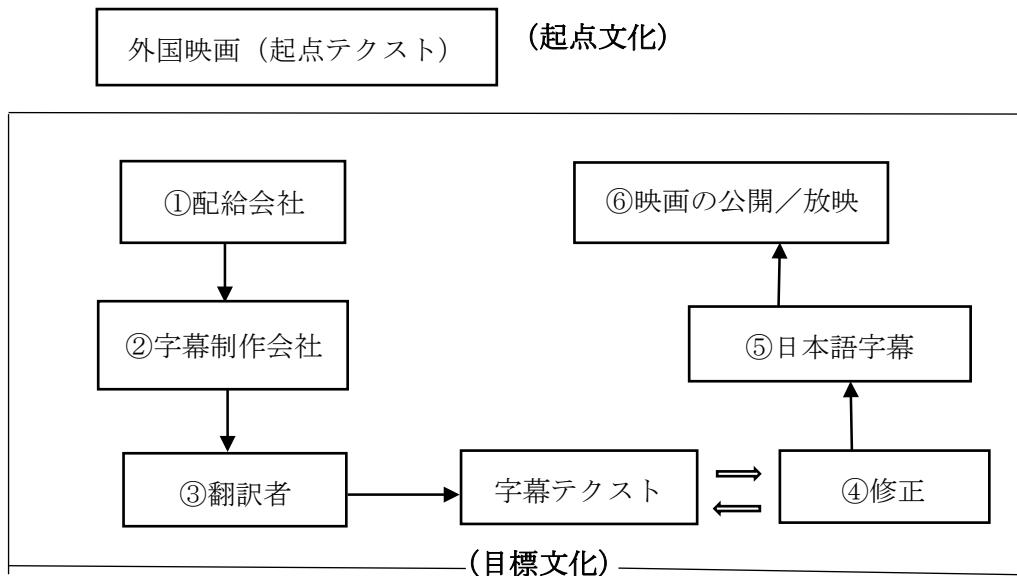 外国映画（起点テクスト）
(起点文化)
①配給会社
⑥映画の公開／放映
②字幕制作会社
⑤日本語字幕
③翻訳者
字幕テクスト
④修正
(目標文化)